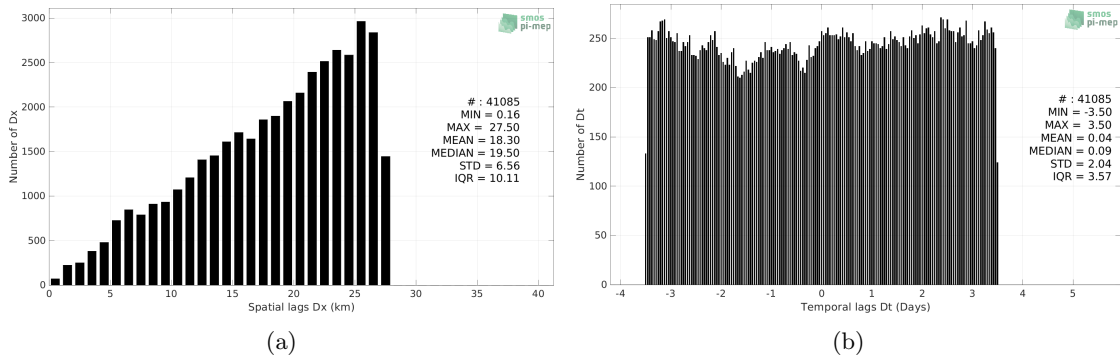 3000
2500
2000
1500
1000
500
0
Number of Dx
0 5 10 15 20 25 30 35 40
Spatial lags Dx (km)
smos
pi-mep
# : 41085
MIN = 0.16
MAX = 27.50
MEAN = 18.30
MEDIAN = 19.50
STD = 6.56
IQR = 10.11
(a)
250
200
150
100
50
0
Number of Dt
-4 -3 -2 -1 0 1 2 3 4 5
Temporal lags Dt (Days)
smos
pi-mep
# : 41085
MIN = -3.50
MAX = 3.50
MEAN = 0.04
MEDIAN = 0.09
STD = 2.04
IQR = 3.57
(b)